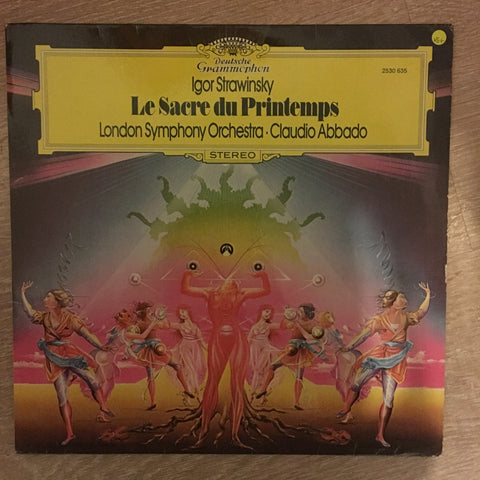 Deutsche
Grammophon
2530 635
Igor Strawinsky
Le Sacre du Printemps
London Symphony Orchestra · Claudio Abbado
STEREO